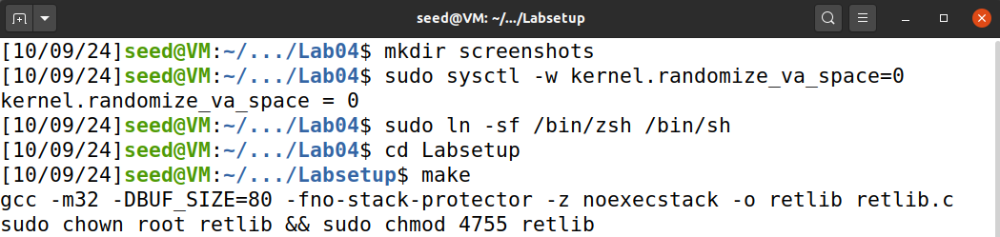 seed@VM: ~/.../Labsetup
[10/09/24]seed@VM:~/.../Lab04$ mkdir screenshots
[10/09/24]seed@VM:~/.../Lab04$ sudo sysctl -w kernel.randomize_va_space=0
kernel.randomize_va_space = 0
[10/09/24]seed@VM:~/.../Lab04$ sudo ln -sf /bin/zsh /bin/sh
[10/09/24]seed@VM:~/.../Lab04$ cd Labsetup
[10/09/24]seed@VM:~/.../Labsetup$ make
gcc -m32 -DBUF_SIZE=80 -fno-stack-protector -z noexecstack -o retlib retlib.c
sudo chown root retlib && sudo chmod 4755 retlib